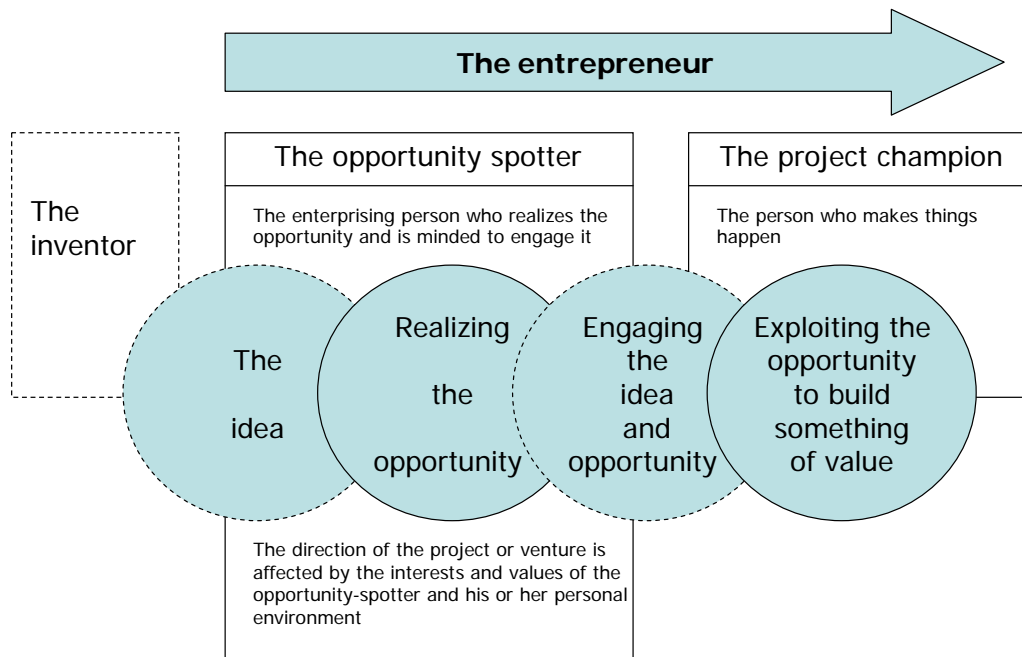 The entrepreneur
The opportunity spotter
The project champion
The
inventor
The enterprising person who realizes the
opportunity and is minded to engage it
The person who makes things
happen
The
idea
Realizing
the
opportunity
Engaging
the
idea
and
opportunity
Exploiting the
opportunity
to build
something
of value
The direction of the project or venture is
affected by the interests and values of the
opportunity-spotter and his or her personal
environment